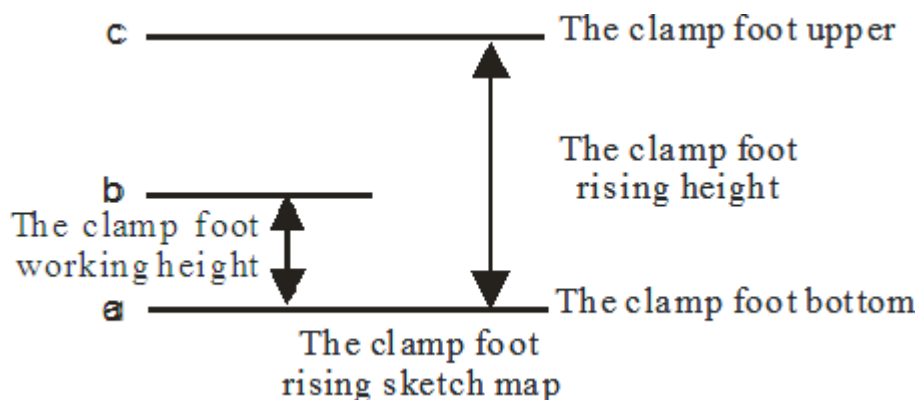 c
The clamp foot upper
The clamp foot
rising height
b
The clamp foot
working height
a
The clamp foot bottom
The clamp foot
rising sketch map